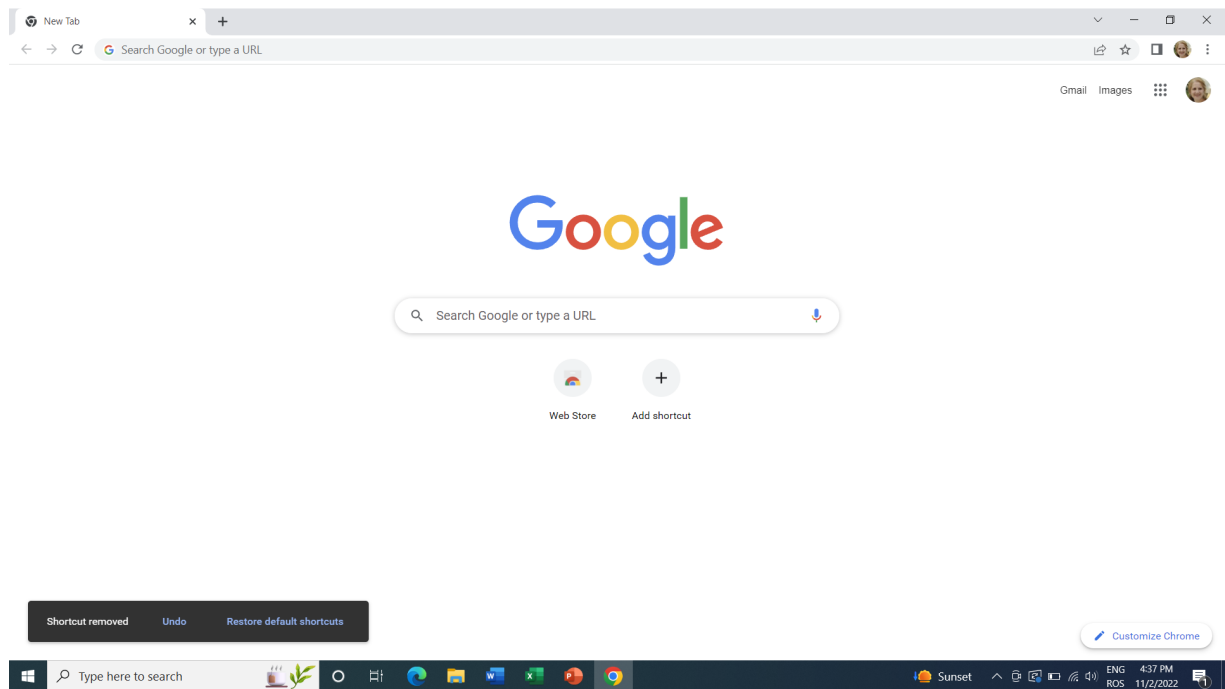 New Tab
Search Google or type a URL
Gmail Images
Google
Search Google or type a URL
Web Store Add shortcut
Shortcut removed Undo Restore default shortcuts
Customize Chrome
Type here to search
Sunset
ENG 4:37 PM
ROS 11/2/2022
1